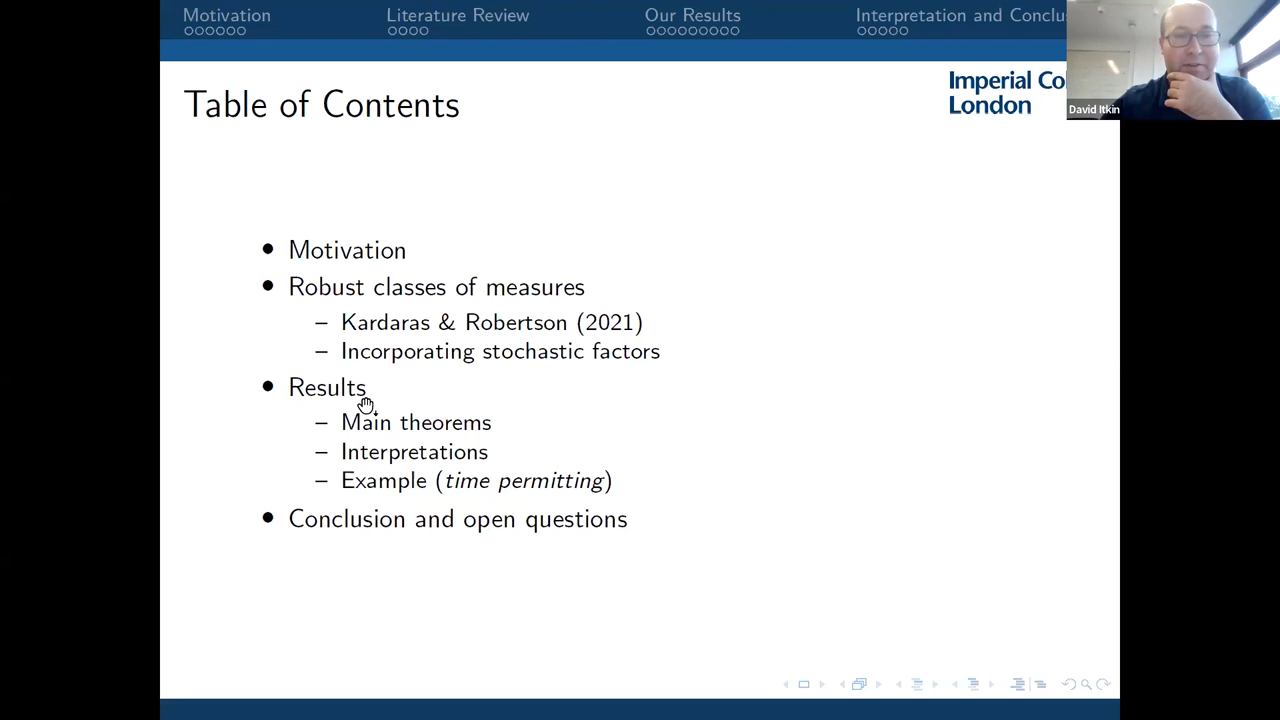 Motivation
Literature Review
Our Results
Interpretation and Conclu
Table of Contents
Imperial Co
London
David Itkin
• Motivation
• Robust classes of measures
– Kardaras & Robertson (2021)
– Incorporating stochastic factors
• Results
– Main theorems
– Interpretations
– Example (time permitting)
• Conclusion and open questions